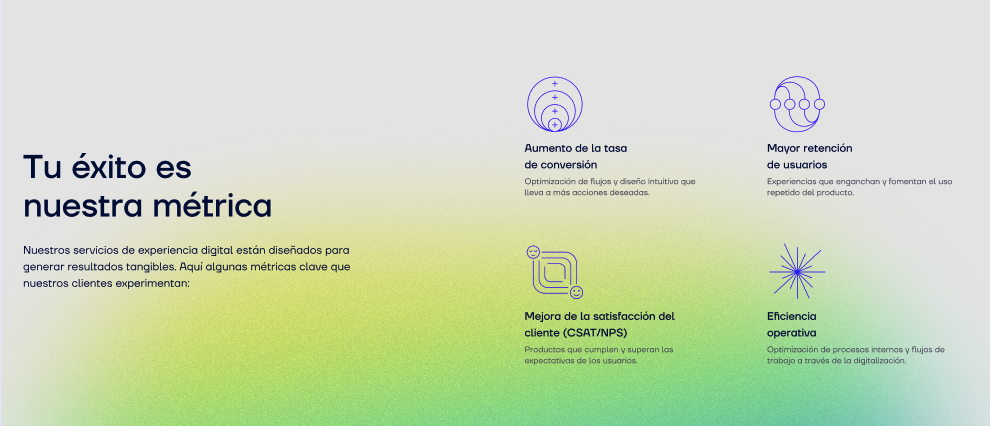 Tu éxito es
nuestra métrica
Nuestros servicios de experiencia digital están diseñados para
generar resultados tangibles. Aquí algunas métricas clave que
nuestros clientes experimentan:
Aumento de la tasa
de conversión
Optimización de flujos y diseño intuitivo que
lleva a más acciones deseadas.
Mayor retención
de usuarios
Experiencias que enganchan y fomentan el uso
repetido del producto.
Mejora de la satisfacción del
cliente (CSAT/NPS)
Productos que cumplen y superan las
expectativas de los usuarios.
Eficiencia
operativa
Optimización de procesos internos y flujos de
trabajo a través de la digitalización.